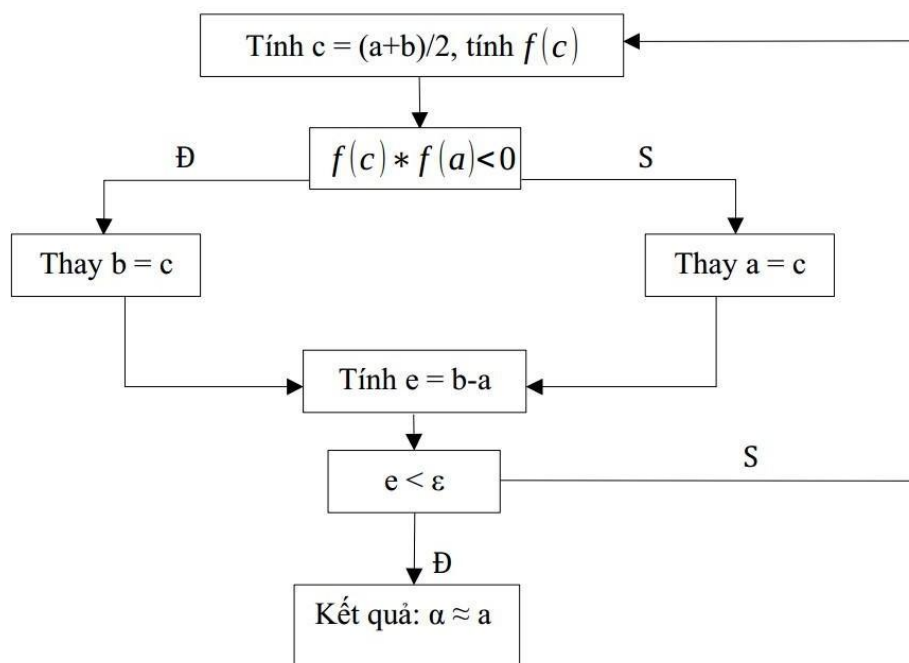 Tính c = (a+b)/2, tính f(c)
f(c)∗f(a)<0
Đ
S
Thay b = c
Thay a = c
Tính e = b-a
e < ε
S
Đ
Kết quả: α ≈ a